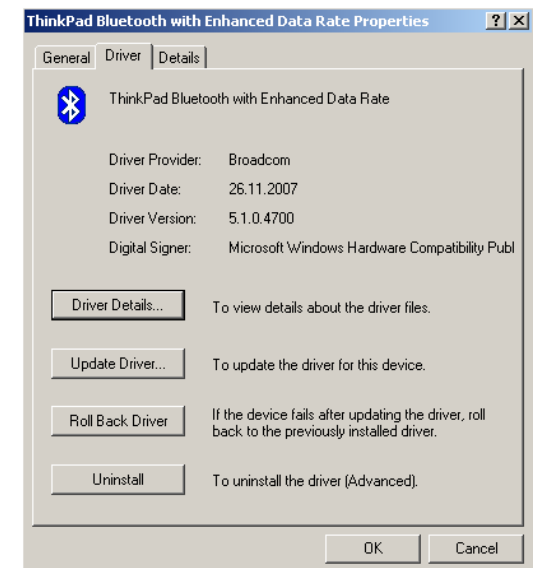 ThinkPad Bluetooth with Enhanced Data Rate Properties
General Driver Details
ThinkPad Bluetooth with Enhanced Data Rate
Driver Provider: Broadcom
Driver Date: 26.11.2007
Driver Version: 5.1.0.4700
Digital Signer: Microsoft Windows Hardware Compatibility Publ
Driver Details... To view details about the driver files.
Update Driver... To update the driver for this device.
Roll Back Driver If the device fails after updating the driver, roll
back to the previously installed driver.
Uninstall To uninstall the driver (Advanced).
OK Cancel